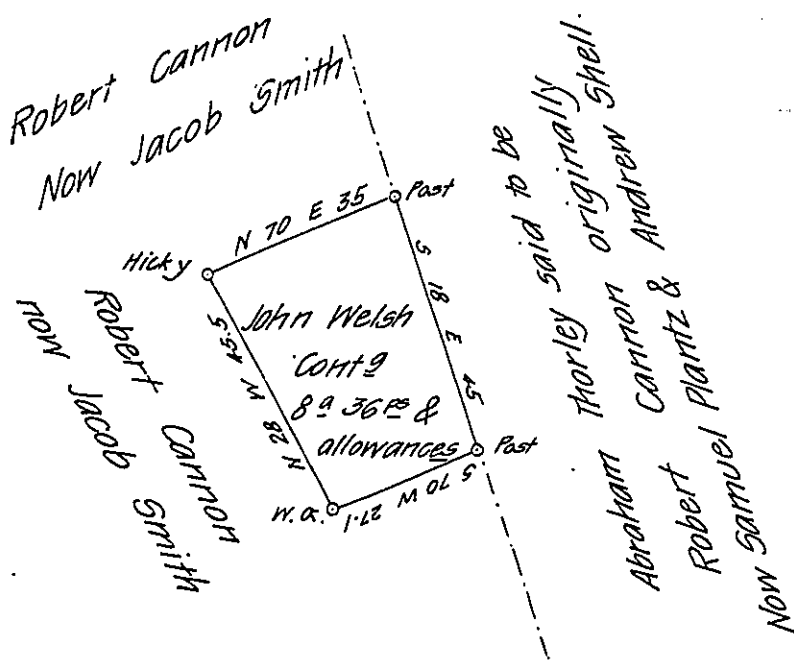 Robert Cannon
Now Jacob Smith
N 70 E 35
Post
Hicky
S 18 E 45
N 28 W 45.5
John Welsh
Contg
8a 36ps &
allowances
Post
S 70 W 27.1
W.O.
Robert Cannon
now Jacob Smith
Abraham Thorley said to be
Robert Cannon originally
Now Samuel Plantz & Andrew Shell.